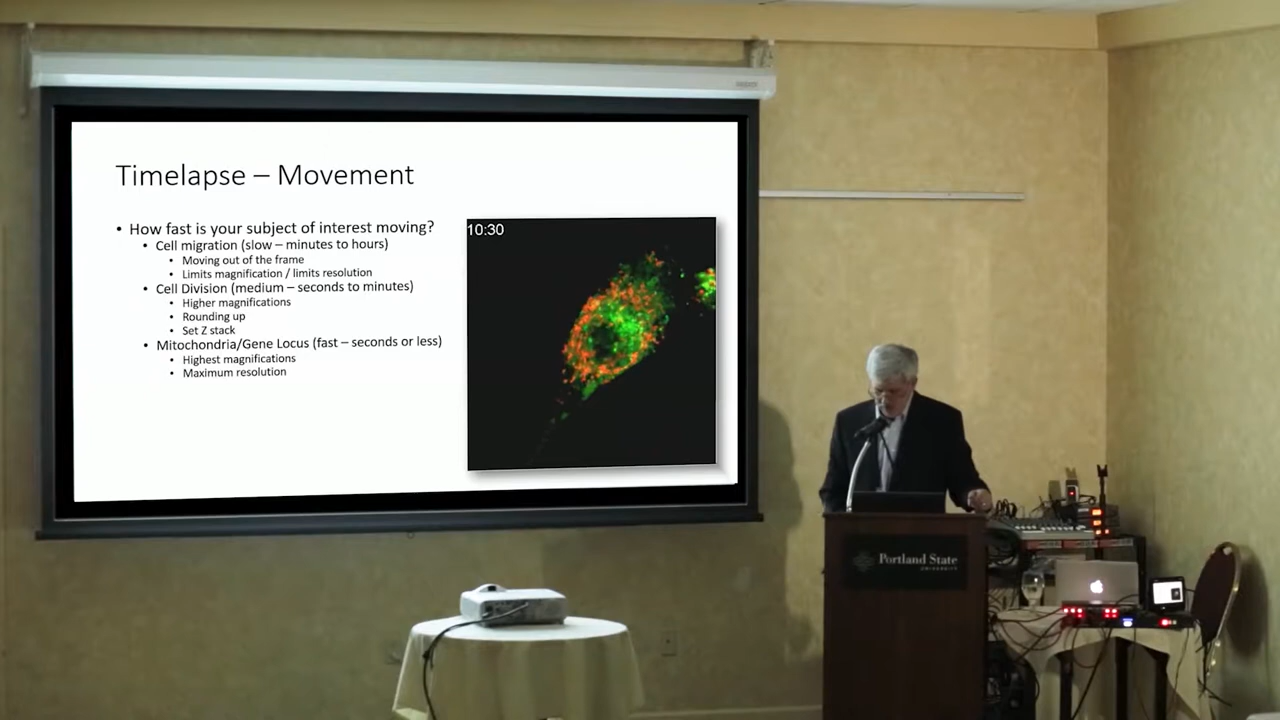 Timelapse – Movement
• How fast is your subject of interest moving?
• Cell migration (slow – minutes to hours)
• Moving out of the frame
• Limits magnification / limits resolution
• Cell Division (medium – seconds to minutes)
• Higher magnifications
• Rounding up
• Set Z stack
• Mitochondria/Gene Locus (fast – seconds or less)
• Highest magnifications
• Maximum resolution
10:30
Portland State
UNIVERSITY